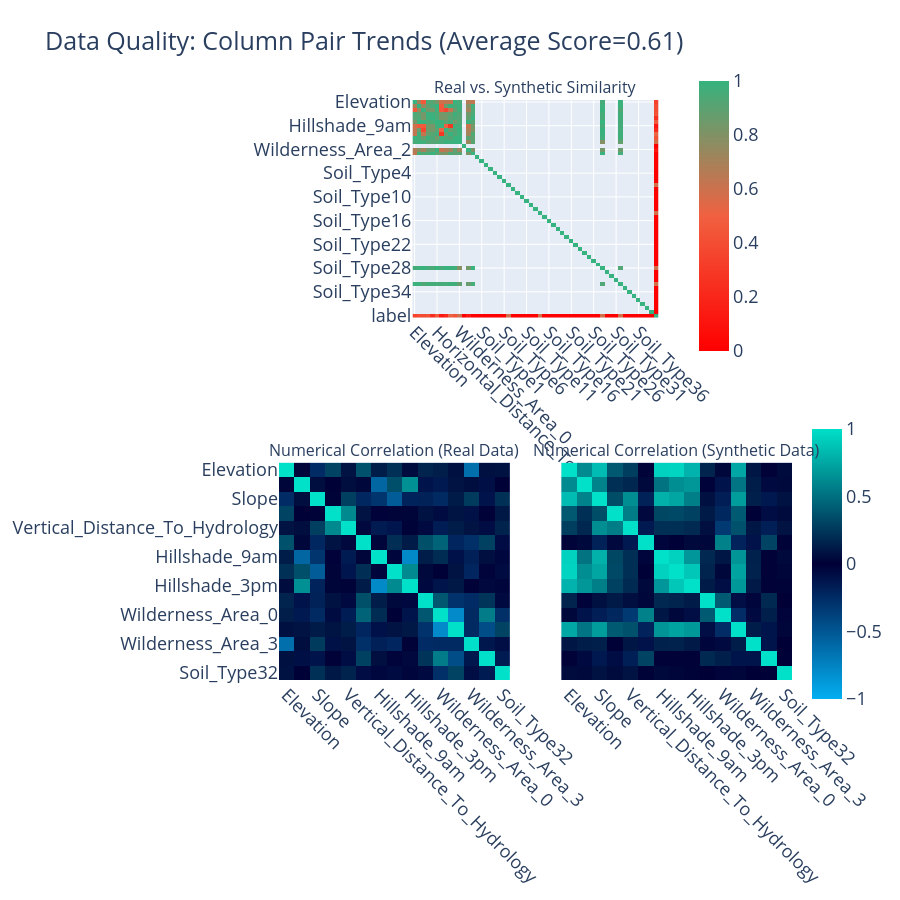 Data Quality: Column Pair Trends (Average Score=0.61)
Real vs. Synthetic Similarity
Elevation
Hillshade_9am
Wilderness_Area_2
Soil_Type4
Soil_Type10
Soil_Type16
Soil_Type22
Soil_Type28
Soil_Type34
label
Elevation
Horizontal_Distance_To
Wilderness_Area_0
Soil_Type1
Soil_Type6
Soil_Type11
Soil_Type16
Soil_Type21
Soil_Type26
Soil_Type31
Soil_Type36
1
0.8
0.6
0.4
0.2
0
Numerical Correlation (Real Data)
Elevation
Slope
Vertical_Distance_To_Hydrology
Hillshade_9am
Hillshade_3pm
Wilderness_Area_0
Wilderness_Area_3
Soil_Type32
Elevation
Slope
Vertical_Distance_To_Hydrology
Hillshade_9am
Hillshade_3pm
Wilderness_Area_0
Wilderness_Area_3
Soil_Type32
Numerical Correlation (Synthetic Data)
Elevation
Slope
Vertical_Distance_To_Hydrology
Hillshade_9am
Hillshade_3pm
Wilderness_Area_0
Wilderness_Area_3
Soil_Type32
1
0.5
0
−0.5
−1